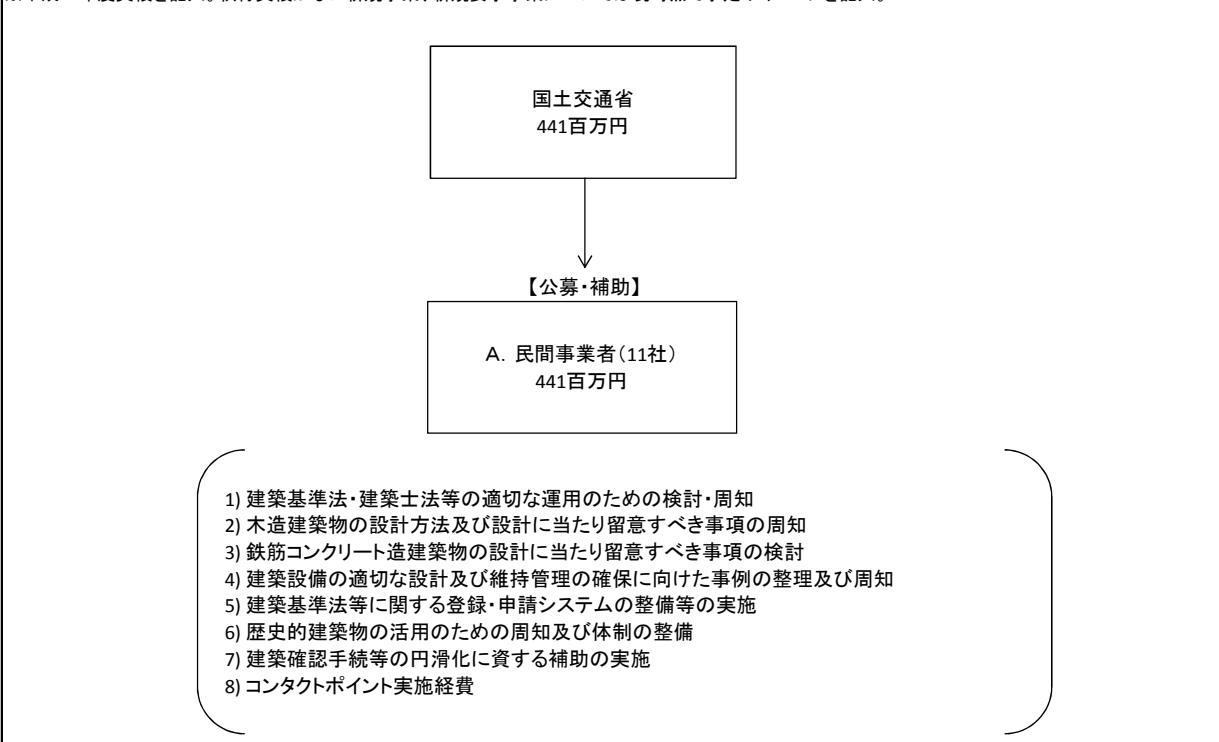 国土交通省
441百万円
【公募・補助】
A．民間事業者（11社）
441百万円
1) 建築基準法・建築士法等の適切な運用のための検討・周知
2) 木造建築物の設計方法及び設計に当たり留意すべき事項の周知
3) 鉄筋コンクリート造建築物の設計に当たり留意すべき事項の検討
4) 建築設備の適切な設計及び維持管理の確保に向けた事例の整理及び周知
5) 建築基準法等に関する登録・申請システムの整備等の実施
6) 歴史的建築物の活用のための周知及び体制の整備
7) 建築確認手続等の円滑化に資する補助の実施
8) コンタクトポイント実施経費